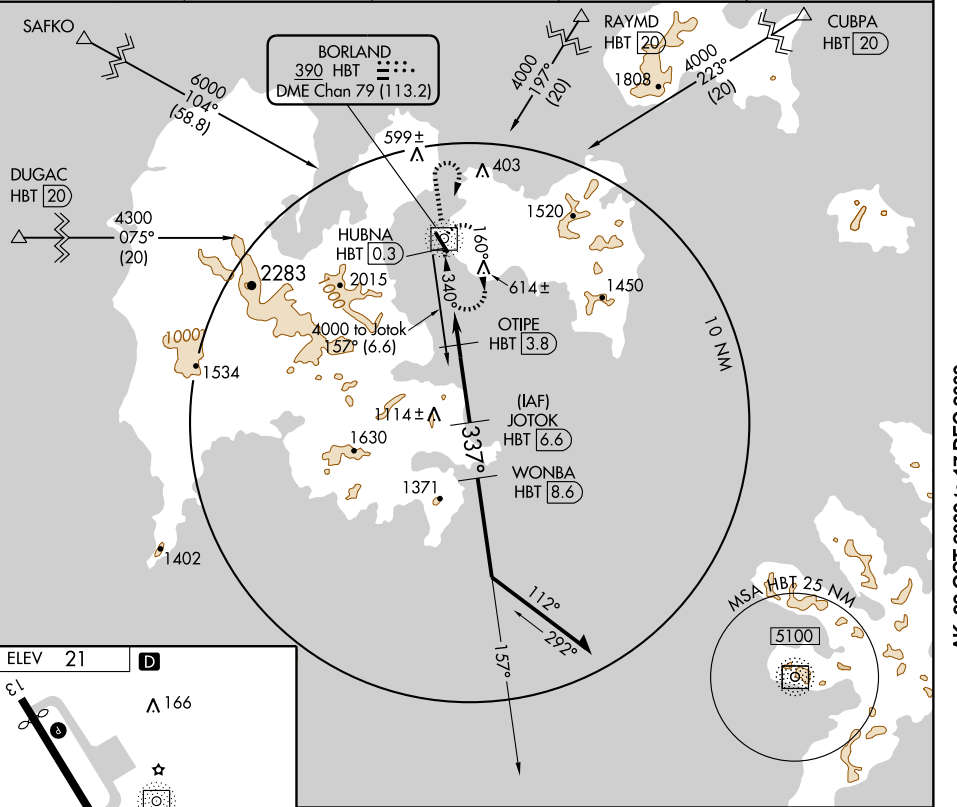 SAFKO
6000
104°
(58.8)
BORLAND
390 HBT
DME Chan 79 (113.2)
RAYMD
HBT 20
4000
197°
(20)
1808
CUBPA
HBT 20
4000
223°
(20)
599±
403
DUGAC
HBT 20
4300
075°
(20)
1520
HUBNA
HBT 0.3
160°
2283
2015
340°
614±
1450
4000 to Jotok
157° (6.6)
OTIPE
HBT 3.8
10 NM
1000
1534
1114±
(IAF)
JOTOK
HBT 6.6
337°
1630
WONBA
HBT 8.6
1371
1402
112°
292°
157°
MSA HBT 25 NM
5100
ELEV 21
D
13
P
166